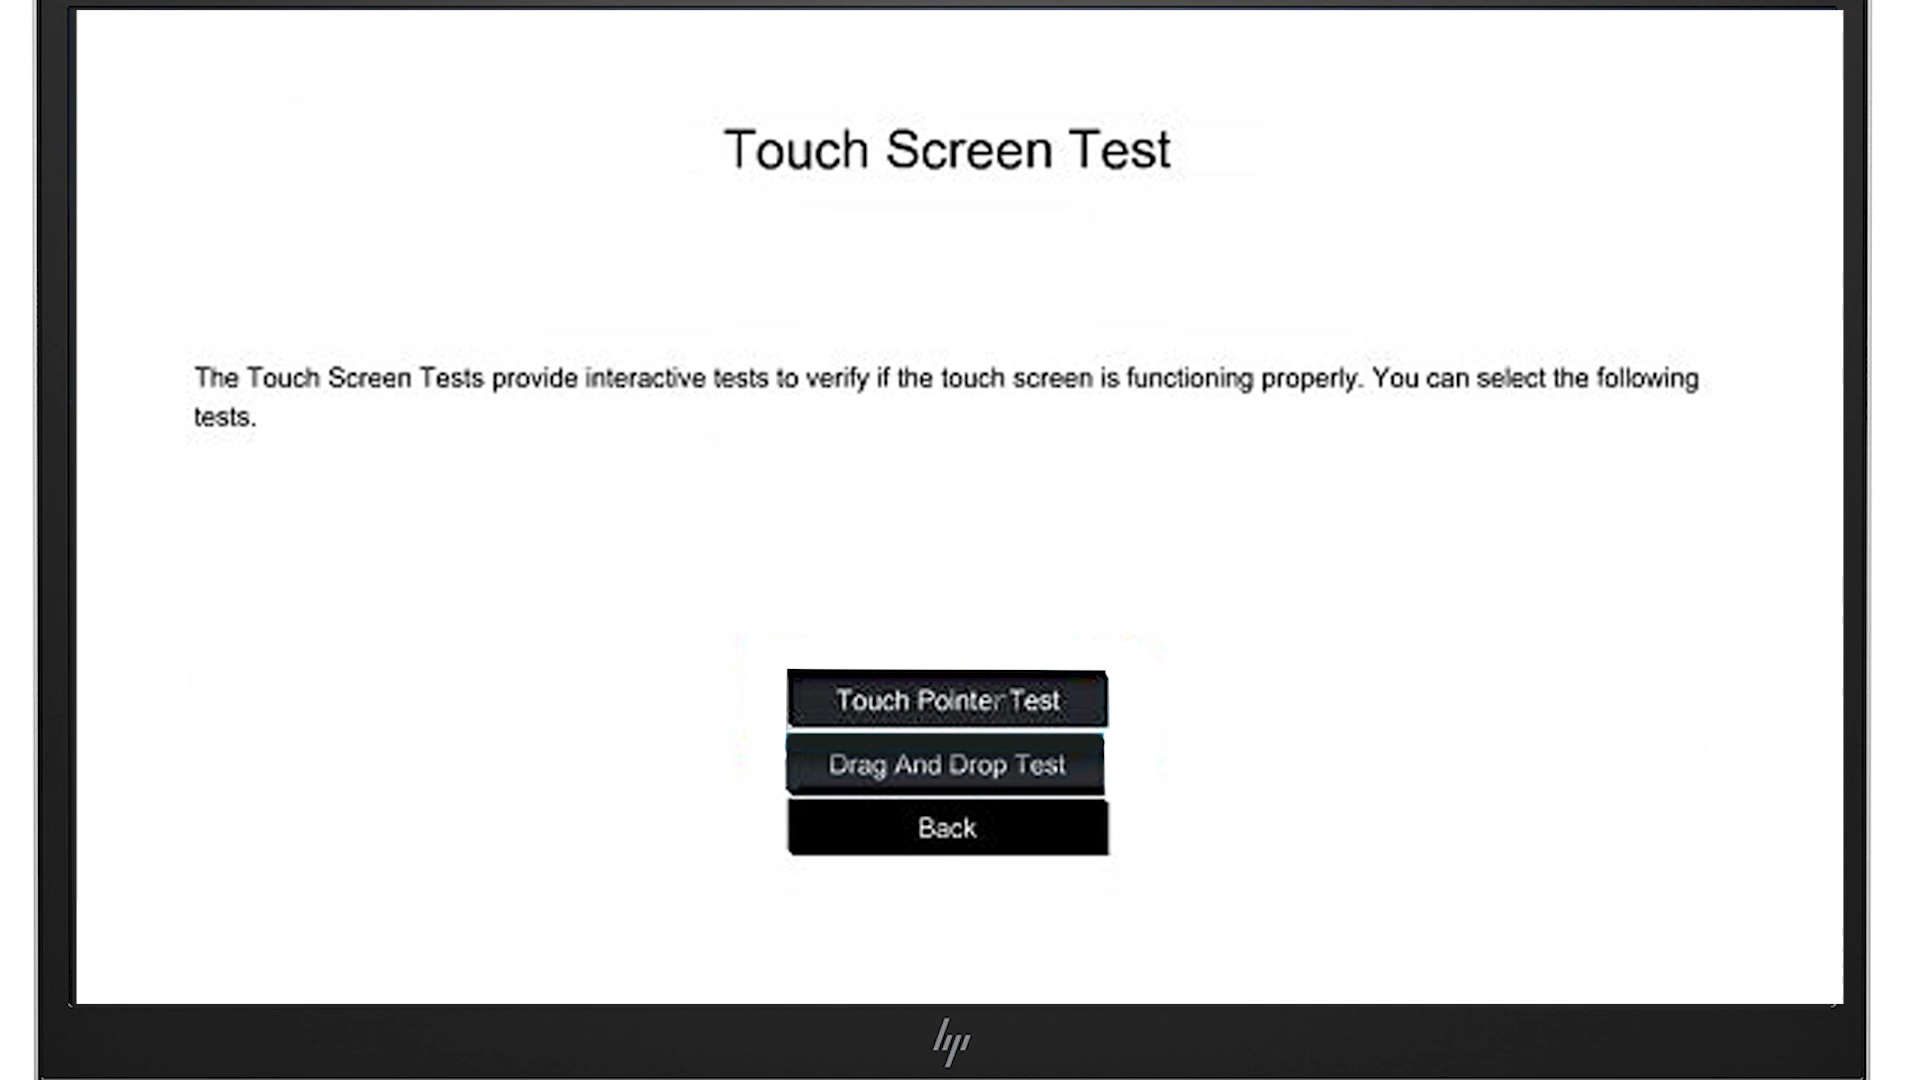 Touch Screen Test
The Touch Screen Tests provide interactive tests to verify if the touch screen is functioning properly. You can select the following
tests.
Touch Pointer Test
Drag And Drop Test
Back
hp